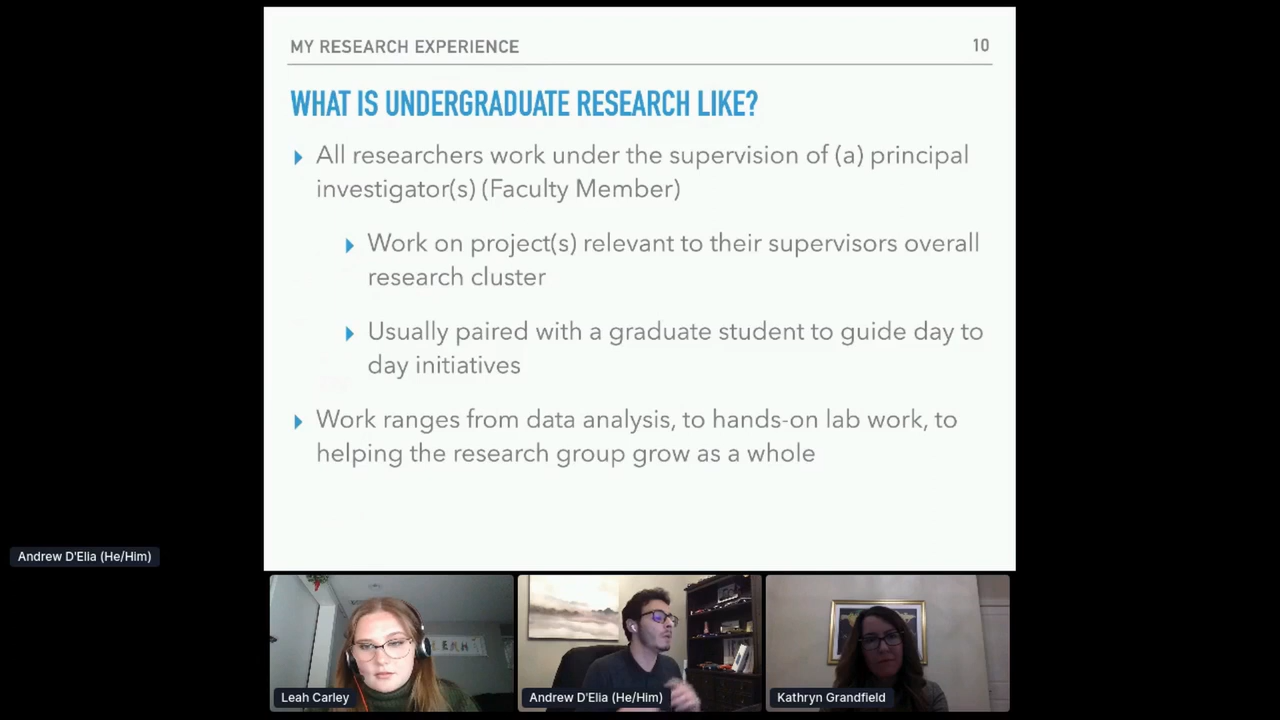 MY RESEARCH EXPERIENCE 10
WHAT IS UNDERGRADUATE RESEARCH LIKE?
All researchers work under the supervision of (a) principal
investigator(s) (Faculty Member)
Work on project(s) relevant to their supervisors overall
research cluster
Usually paired with a graduate student to guide day to
day initiatives
Work ranges from data analysis, to hands-on lab work, to
helping the research group grow as a whole
Andrew D'Elia (He/Him)
LEAH
Leah Carley
Andrew D'Elia (He/Him)
Kathryn Grandfield